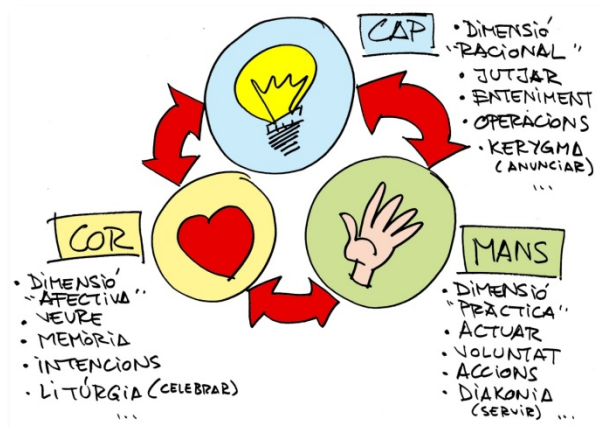 CAP
• DIMENSIÓ
"RACIONAL"
• JUTJAR
• ENTENIMENT
• OPERACIONS
• KERYGMA
(ANUNCIAR)
...
COR
• DIMENSIÓ
"AFECTIVA"
• VEURE
• MEMÒRIA
• INTENCIONS
• LITÚRGIA (CELEBRAR)
...
MANS
• DIMENSIÓ
"PRÀCTICA"
• ACTUAR
• VOLUNTAT
• ACCIONS
• DIAKONIA
(SERVIR) ...